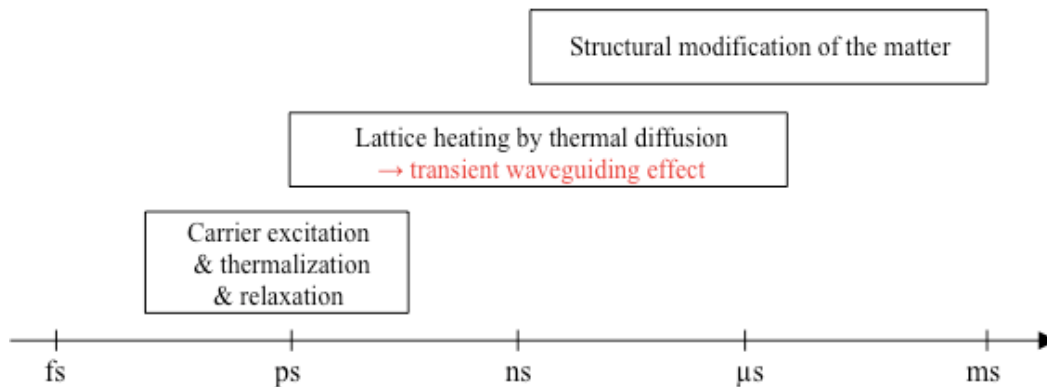 Structural modification of the matter
Lattice heating by thermal diffusion
→ transient waveguiding effect
Carrier excitation
& thermalization
& relaxation
fs ps ns µs ms